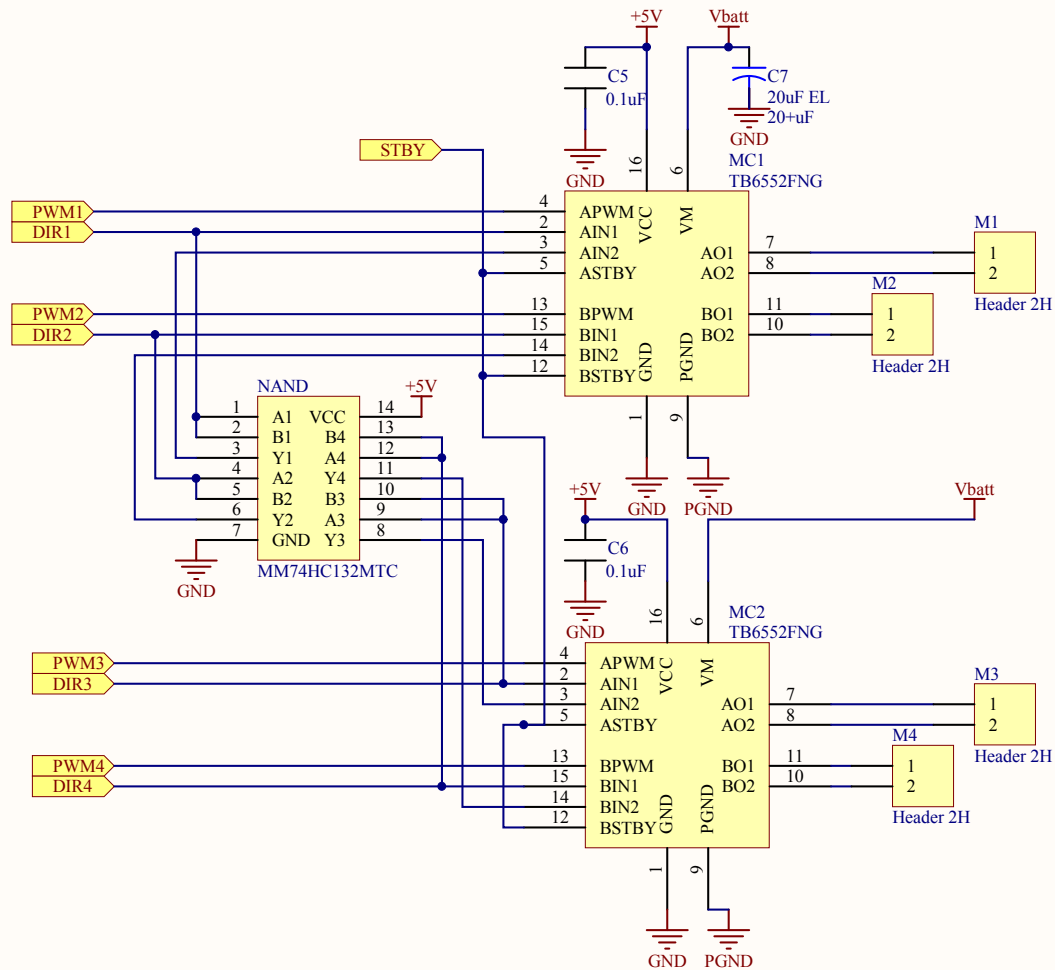 +5V
Vbatt
C5
0.1uF
C7
20uF EL
20+uF
GND
GND
STBY
MC1
TB6552FNG
16
6
VCC
VM
PWM1
DIR1
4
2
3
5
APWM
AIN1
AIN2
ASTBY
AO1
AO2
7
8
M1
1
2
Header 2H
PWM2
DIR2
13
15
14
12
BPWM
BIN1
BIN2
BSTBY
BO1
BO2
11
10
M2
1
2
Header 2H
GND
PGND
1
9
GND
PGND
NAND
+5V
1
2
3
4
5
6
7
A1
B1
Y1
A2
B2
Y2
GND
VCC
B4
A4
Y4
B3
A3
Y3
14
13
12
11
10
9
8
MM74HC132MTC
GND
+5V
Vbatt
C6
0.1uF
GND
MC2
TB6552FNG
16
6
VCC
VM
PWM3
DIR3
4
2
3
5
APWM
AIN1
AIN2
ASTBY
AO1
AO2
7
8
M3
1
2
Header 2H
PWM4
DIR4
13
15
14
12
BPWM
BIN1
BIN2
BSTBY
BO1
BO2
11
10
M4
1
2
Header 2H
GND
PGND
1
9
GND
PGND